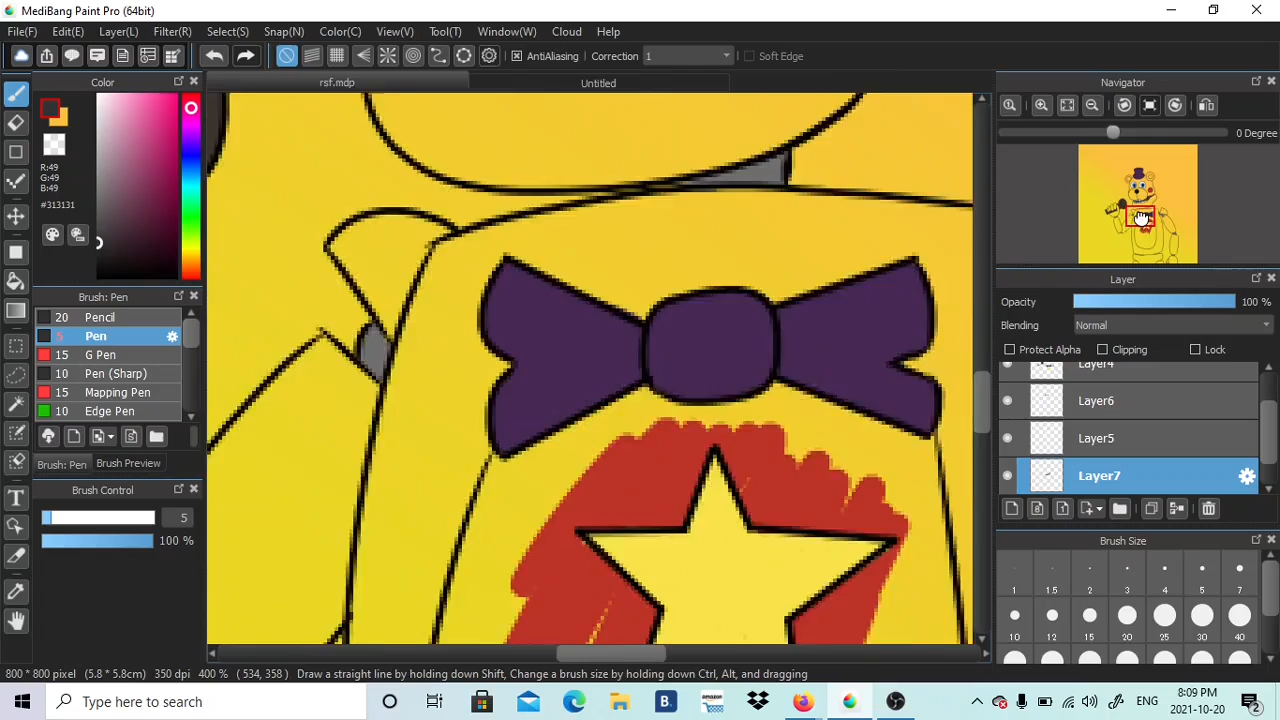 MediBang Paint Pro (64bit)
File(F) Edit(E) Layer(L) Filter(R) Select(S) Snap(N) Color(C) View(V) Tool(T) Window(W) Cloud Help
AntiAliasing Correction 1 Soft Edge
Color rsf.mdp Untitled Navigator
0 Degree
R:49
G:49
B:49
#313131
Brush: Pen
20 Pencil
5 Pen
15 G Pen
10 Pen (Sharp)
15 Mapping Pen
10 Edge Pen
Brush: Pen Brush Preview
Brush Control
5
100 %
Layer
Opacity 100 %
Blending Normal
Protect Alpha Clipping Lock
Layer4
Layer6
Layer5
Layer7
Brush Size
1 1.5 2 3 4 5 7
10 12 15 20 25 30 40
800 * 800 pixel (5.8 * 5.8cm) 350 dpi 400 % (534, 358) Draw a straight line by holding down Shift, Change a brush size by holding down Ctrl, Alt, and dragging
Type here to search
B.
amazon
ENG
8:09 PM
2021-10-20
2